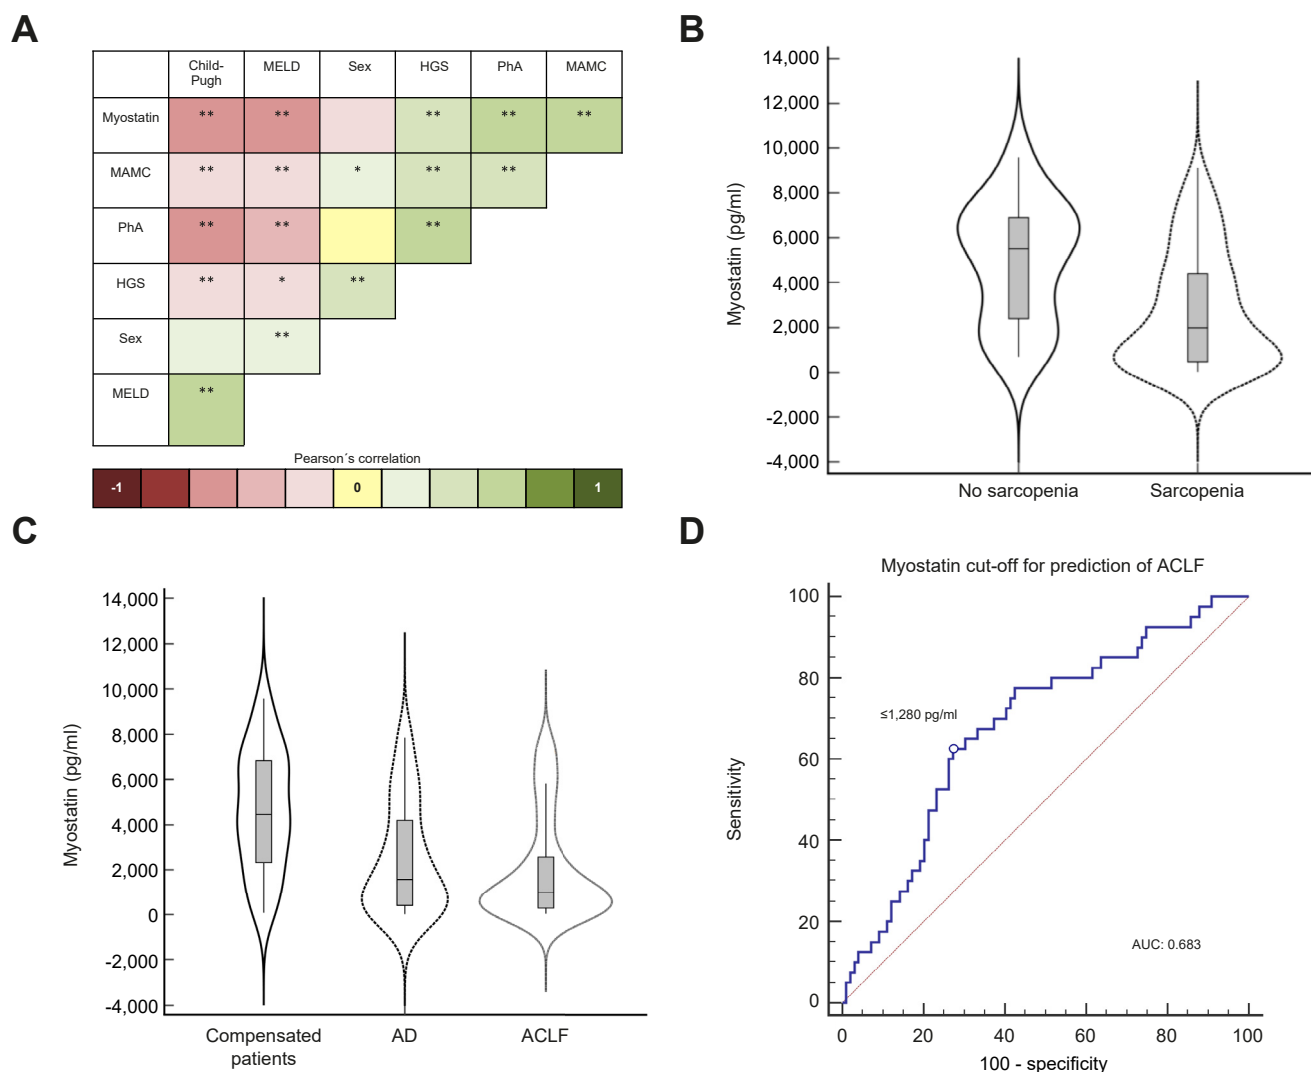 A
Child-Pugh MELD Sex HGS PhA MAMC
Myostatin ** ** ** ** **
MAMC ** ** * ** **
PhA ** ** **
HGS ** * **
Sex **
MELD **
Pearson´s correlation
-1 0 1
B
Myostatin (pg/ml)
14,000
12,000
10,000
8,000
6,000
4,000
2,000
0
-2,000
-4,000
No sarcopenia Sarcopenia
C
Myostatin (pg/ml)
14,000
12,000
10,000
8,000
6,000
4,000
2,000
0
-2,000
-4,000
Compensated patients AD ACLF
D
Myostatin cut-off for prediction of ACLF
Sensitivity
100
80
60
40
20
0
≤1,280 pg/ml
AUC: 0.683
0 20 40 60 80 100
100 - specificity